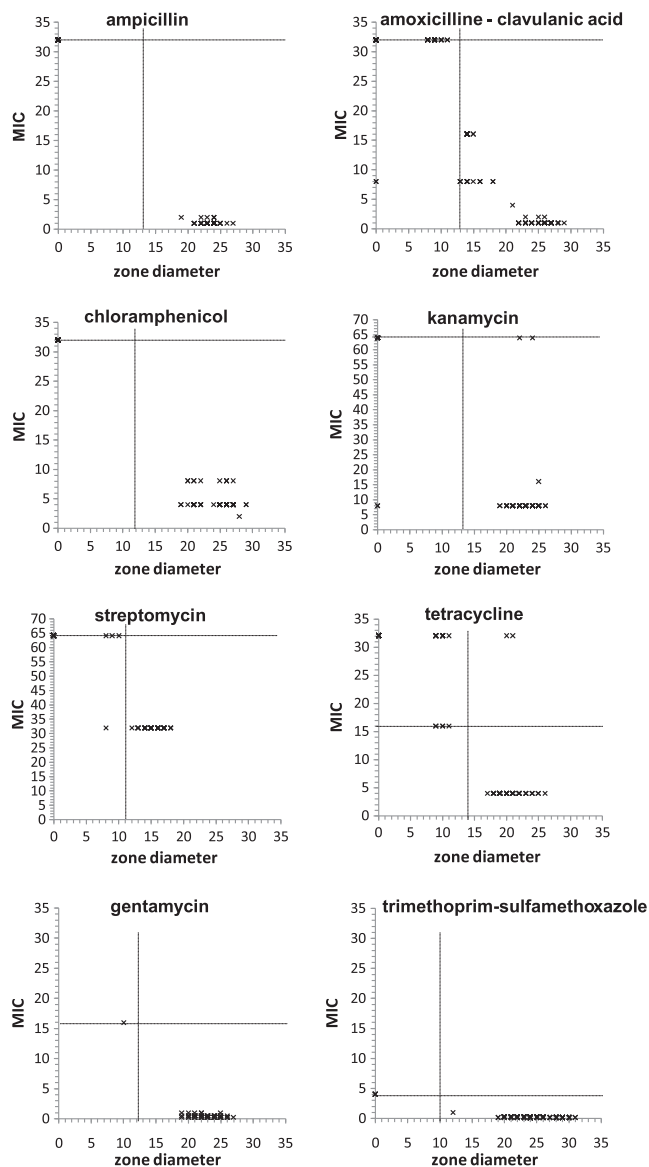 ampicillin
35
30
25
20
15
10
5
0
MIC
0 5 10 15 20 25 30 35
zone diameter
amoxicilline - clavulanic acid
35
30
25
20
15
10
5
0
MIC
0 5 10 15 20 25 30 35
zone diameter
chloramphenicol
35
30
25
20
15
10
5
0
MIC
0 5 10 15 20 25 30 35
zone diameter
kanamycin
70
65
60
55
50
45
40
35
30
25
20
15
10
5
0
MIC
0 5 10 15 20 25 30 35
zone diameter
streptomycin
70
65
60
55
50
45
40
35
30
25
20
15
10
5
0
MIC
0 5 10 15 20 25 30 35
zone diameter
tetracycline
35
30
25
20
15
10
5
0
MIC
0 5 10 15 20 25 30 35
zone diameter
gentamycin
35
30
25
20
15
10
5
0
MIC
0 5 10 15 20 25 30 35
zone diameter
trimethoprim-sulfamethoxazole
35
30
25
20
15
10
5
0
MIC
0 5 10 15 20 25 30 35
zone diameter